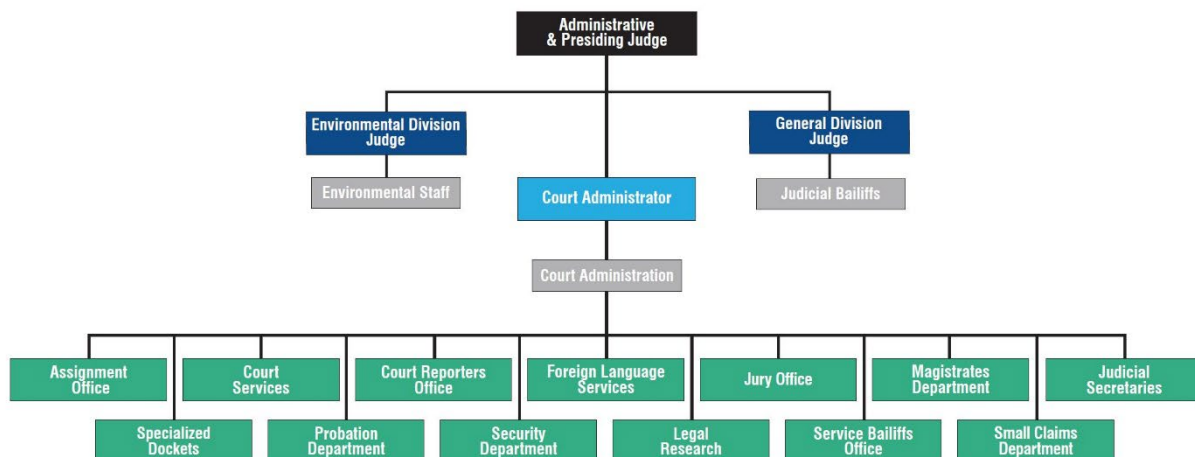 Administrative
& Presiding Judge
Environmental Division
Judge
General Division
Judge
Environmental Staff
Court Administrator
Judicial Bailiffs
Court Administration
Assignment
Office
Court
Services
Court Reporters
Office
Foreign Language
Services
Jury Office
Magistrates
Department
Judicial
Secretaries
Specialized
Dockets
Probation
Department
Security
Department
Legal
Research
Service Bailiffs
Office
Small Claims
Department